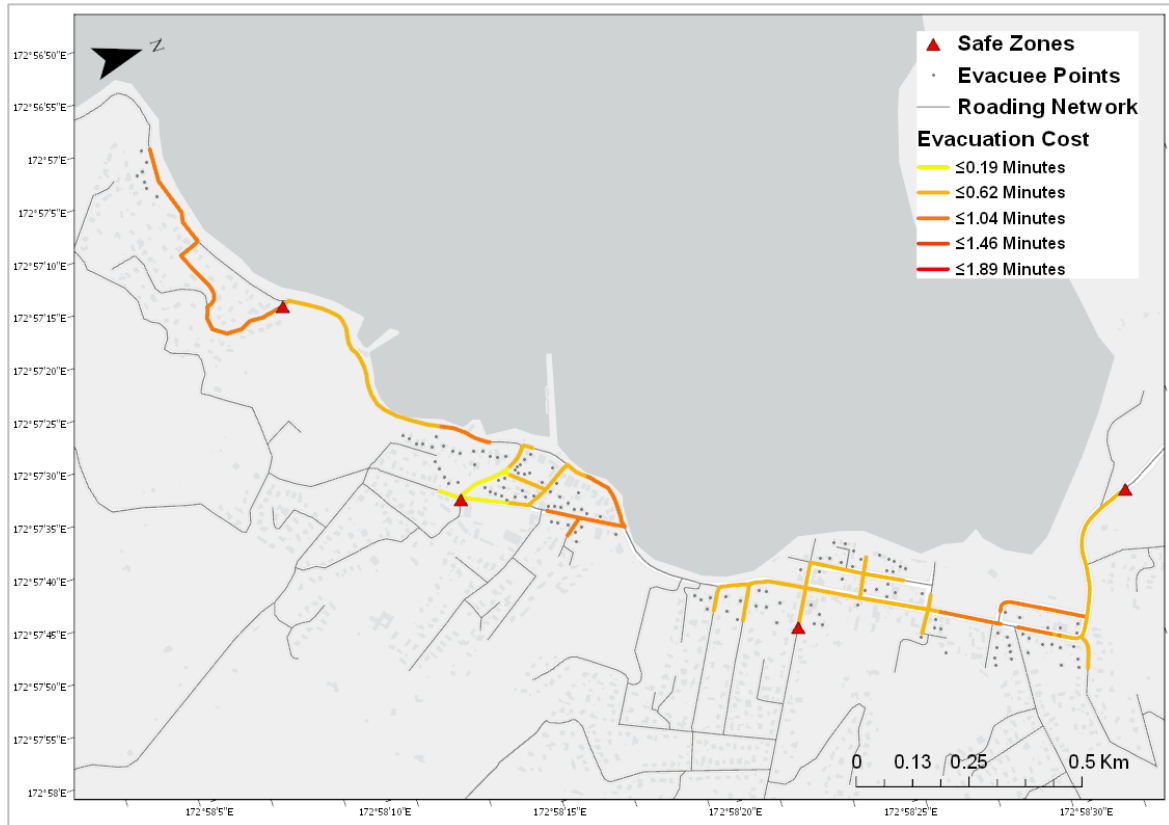 N
Safe Zones
Evacuee Points
Roading Network
Evacuation Cost
≤0.19 Minutes
≤0.62 Minutes
≤1.04 Minutes
≤1.46 Minutes
≤1.89 Minutes
172°56'50"E
172°56'55"E
172°57'E
172°57'5"E
172°57'10"E
172°57'15"E
172°57'20"E
172°57'25"E
172°57'30"E
172°57'35"E
172°57'40"E
172°57'45"E
172°57'50"E
172°57'55"E
172°58'E
0 0.13 0.25 0.5 Km
172°58'5"E 172°58'10"E 172°58'15"E 172°58'20"E 172°58'25"E 172°58'30"E